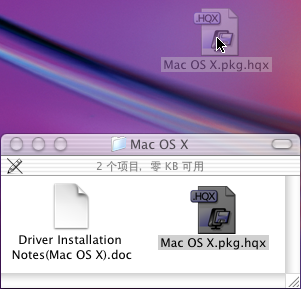 .HQX
Mac OS X.pkg.hqx
Mac OS X
2 个项目, 零 KB 可用
.HQX
Driver Installation
Notes(Mac OS X).doc
Mac OS X.pkg.hqx